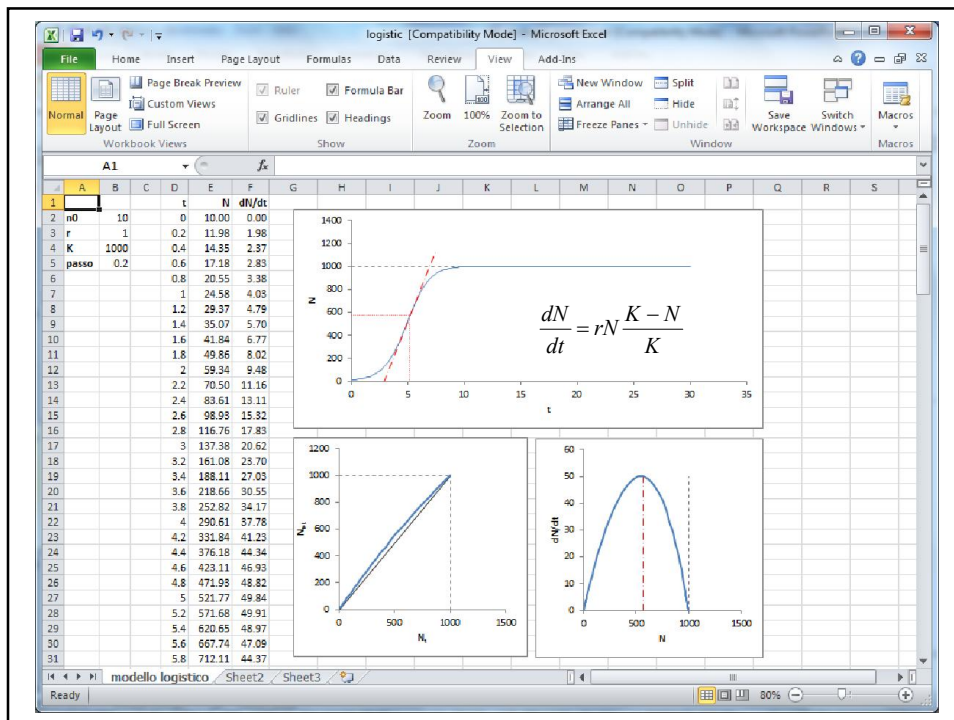 logistic [Compatibility Mode] - Microsoft Excel
File Home Insert Page Layout Formulas Data Review View Add-Ins
Normal
Page Layout
Page Break Preview
Custom Views
Full Screen
Workbook Views
Ruler
Formula Bar
Gridlines
Headings
Show
Zoom
100%
Zoom to Selection
Zoom
New Window
Arrange All
Freeze Panes
Split
Hide
Unhide
Save Workspace
Switch Windows
Window
Macros
Macros
A1 fx
A B C D E F G H I J K L M N O P Q R S
1 t N dN/dt
2 n0 10 0 10.00 0.00
3 r 1 0.2 11.98 1.98
4 K 1000 0.4 14.35 2.37
5 passo 0.2 0.6 17.18 2.83
6 0.8 20.55 3.38
7 1 24.58 4.03
8 1.2 29.37 4.79
9 1.4 35.07 5.70
10 1.6 41.84 6.77
11 1.8 49.86 8.02
12 2 59.34 9.48
13 2.2 70.50 11.16
14 2.4 83.61 13.11
15 2.6 98.93 15.32
16 2.8 116.76 17.83
17 3 137.38 20.62
18 3.2 161.08 23.70
19 3.4 188.11 27.03
20 3.6 218.66 30.55
21 3.8 252.82 34.17
22 4 290.61 37.78
23 4.2 331.84 41.23
24 4.4 376.18 44.34
25 4.6 423.11 46.93
26 4.8 471.93 48.82
27 5 521.77 49.84
28 5.2 571.68 49.91
29 5.4 620.65 48.97
30 5.6 667.74 47.09
31 5.8 712.11 44.37
1400
1200
1000
800
600
400
200
0
N
0 5 10 15 20 25 30 35
t
dN/dt = rN (K − N)/K
1200
1000
800
600
400
200
0
0 500 1000 1500
Nt
60
50
40
30
20
10
0
dN/dt
0 500 1000 1500
N
modello logistico Sheet2 Sheet3
Ready
80%